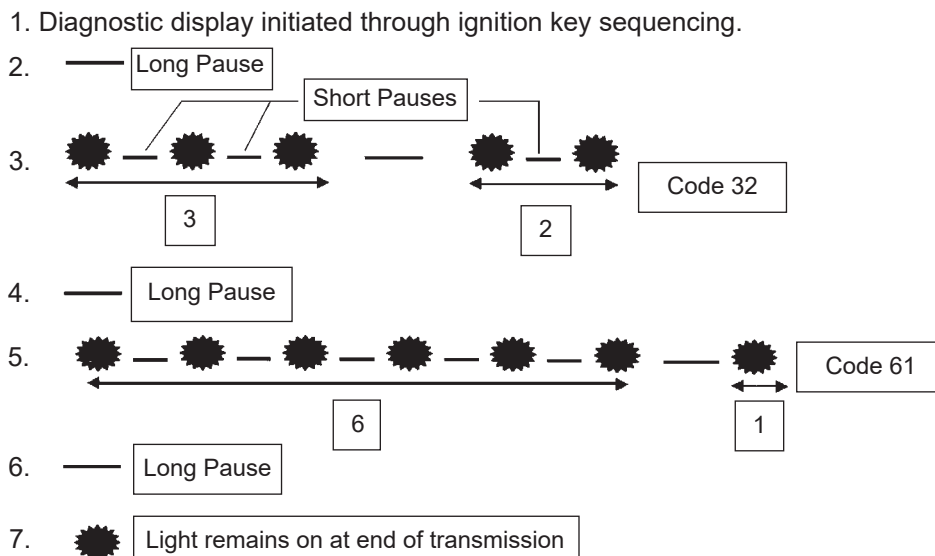 1. Diagnostic display initiated through ignition key sequencing.
2. Long Pause
Short Pauses
3.
Code 32
3
2
4. Long Pause
5.
Code 61
6
1
6. Long Pause
7. Light remains on at end of transmission